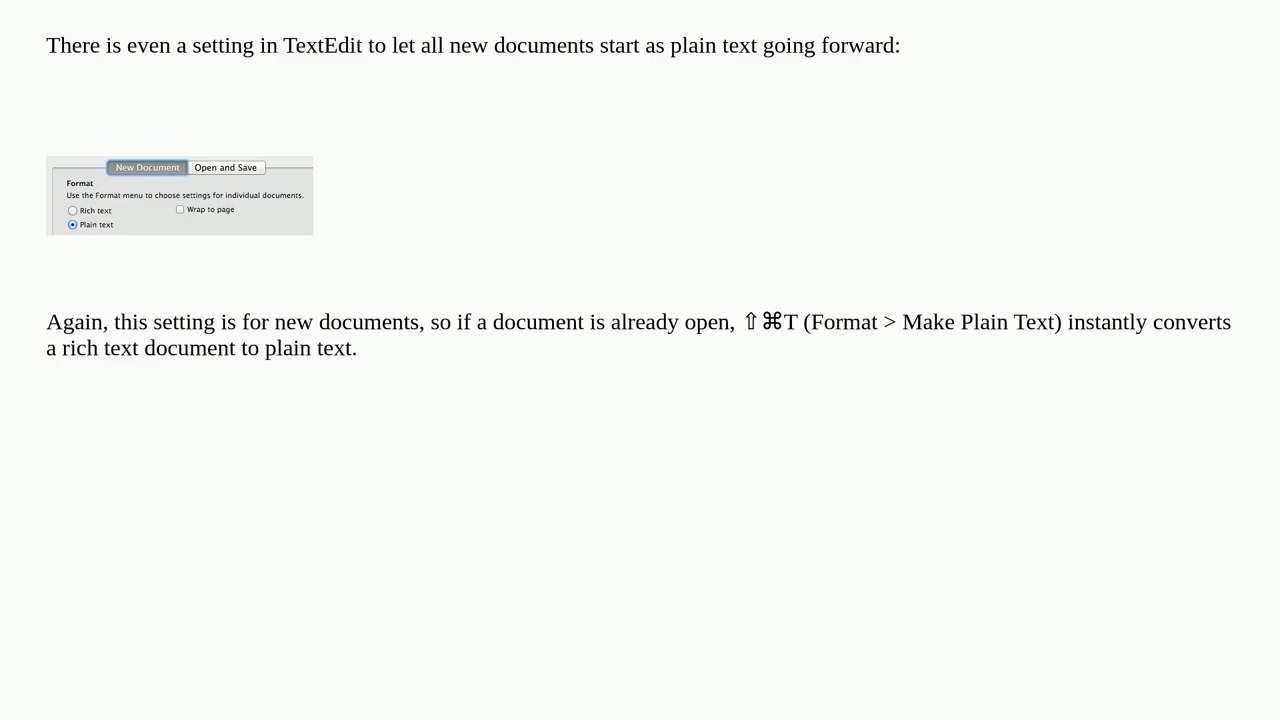 There is even a setting in TextEdit to let all new documents start as plain text going forward:
New Document Open and Save
Format
Use the Format menu to choose settings for individual documents.
Rich text Wrap to page
Plain text
Again, this setting is for new documents, so if a document is already open, ⇧⌘T (Format > Make Plain Text) instantly converts
a rich text document to plain text.